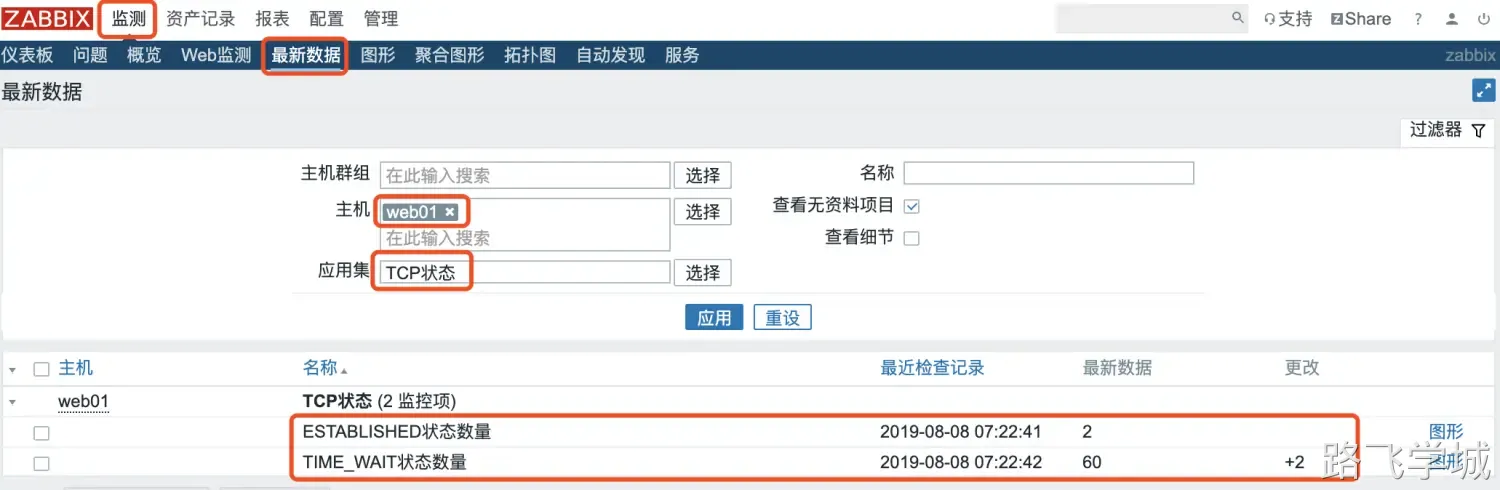 ZABBIX 监测 资产记录 报表 配置 管理 支持 Share ?
仪表板 问题 概览 Web监测 最新数据 图形 聚合图形 拓扑图 自动发现 服务 zabbix
最新数据
过滤器
主机群组 在此输入搜索 选择 名称
主机 web01 × 选择 查看无资料项目
在此输入搜索 查看细节
应用集 TCP状态 选择
应用 重设
主机 名称 最近检查记录 最新数据 更改
web01 TCP状态 (2 监控项)
ESTABLISHED状态数量 2019-08-08 07:22:41 2 图形
TIME_WAIT状态数量 2019-08-08 07:22:42 60 +2 图形
路飞学城